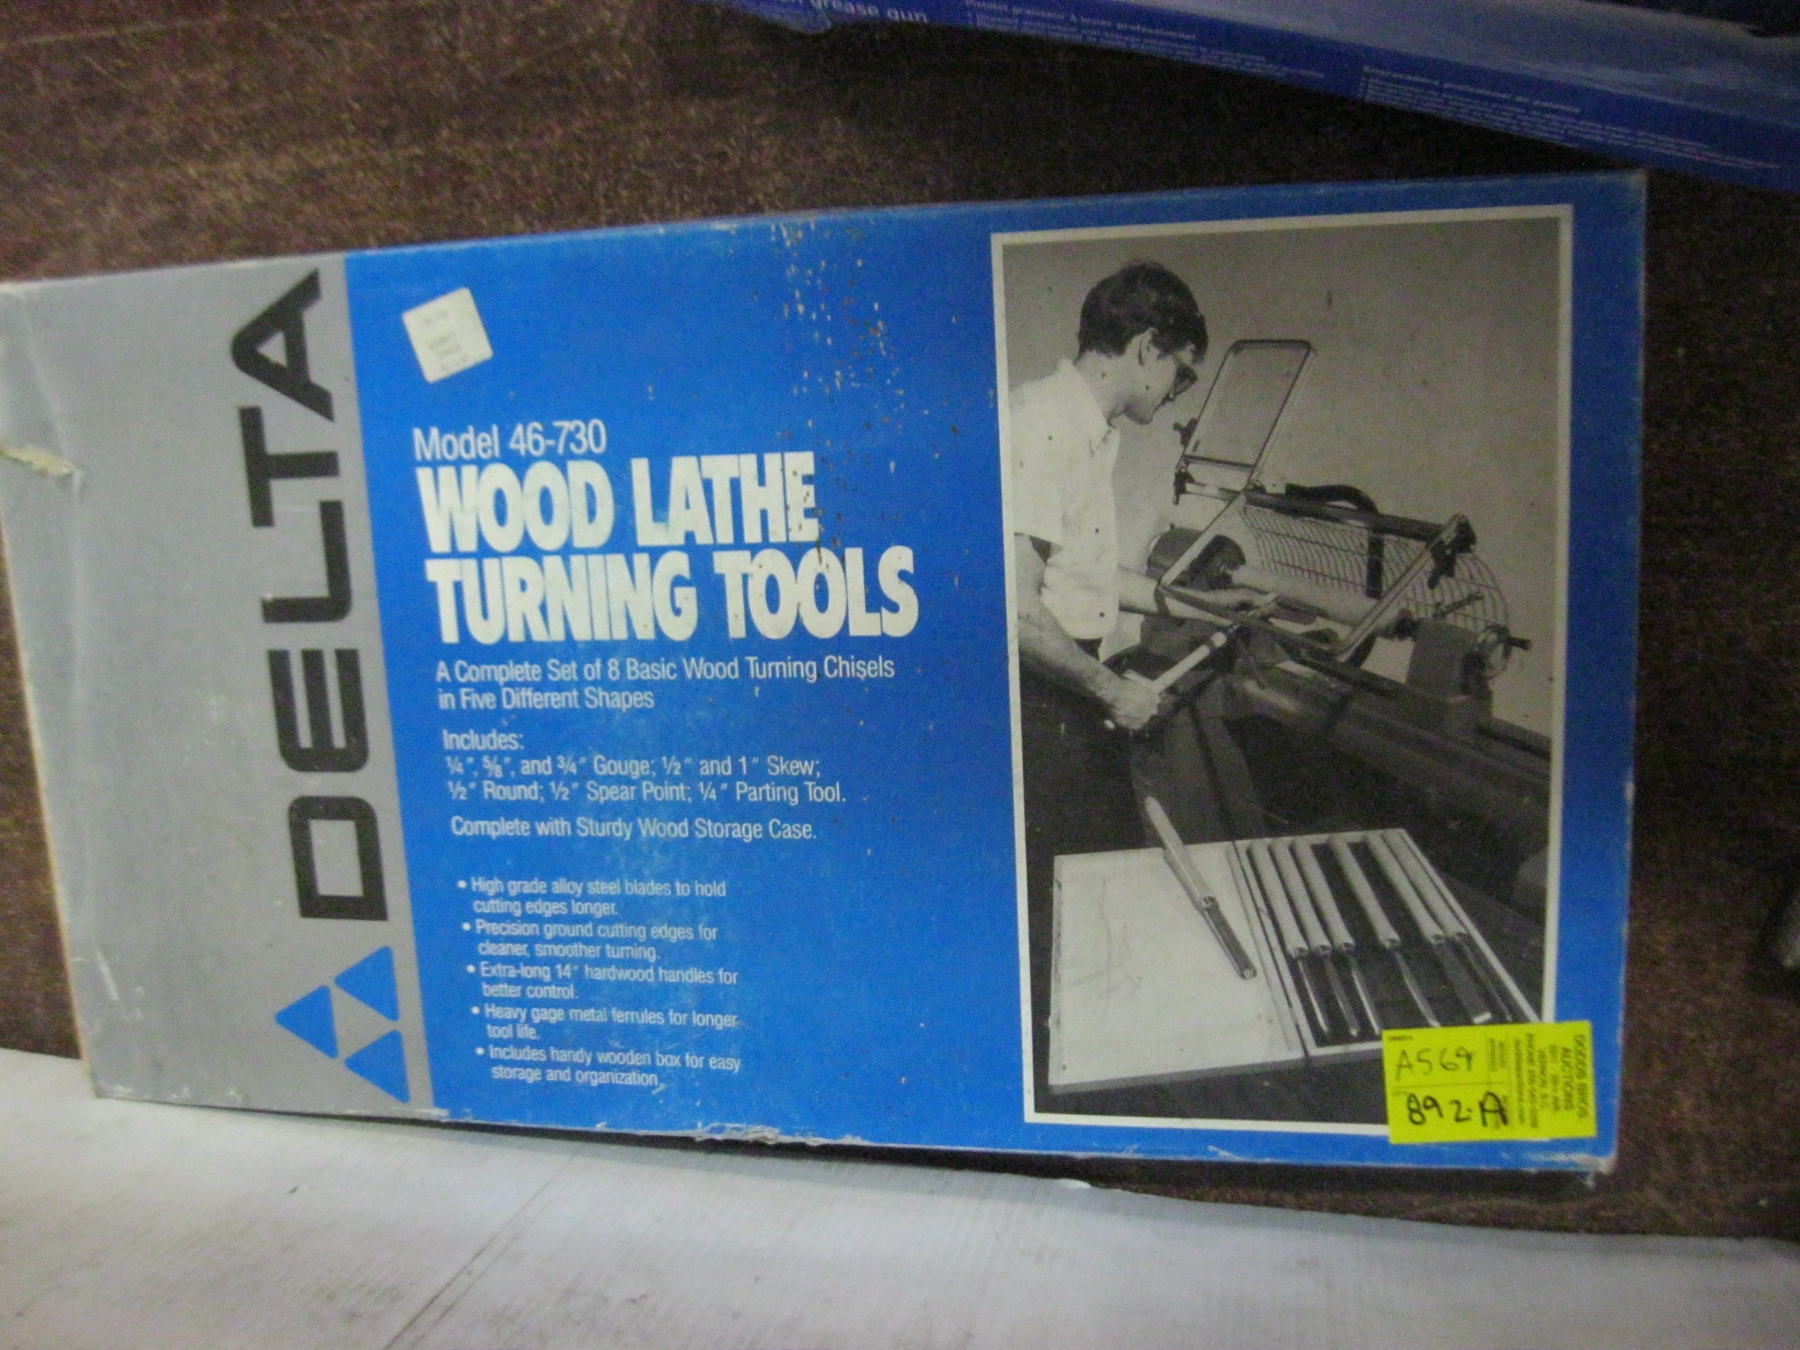 grease gun
DELTA
Model 46-730
WOOD LATHE
TURNING TOOLS
A Complete Set of 8 Basic Wood Turning Chisels
in Five Different Shapes
Includes:
¼", ⅝", and ¾" Gouge; ½" and 1" Skew;
½" Round; ½" Spear Point; ¼" Parting Tool.
Complete with Sturdy Wood Storage Case.
• High grade alloy steel blades to hold
cutting edges longer.
• Precision ground cutting edges for
cleaner, smoother turning.
• Extra-long 14" hardwood handles for
better control.
• Heavy gage metal ferrules for longer
tool life.
• Includes handy wooden box for easy
storage and organization.
A569
892-A
DODDS BROS.
AUCTIONS